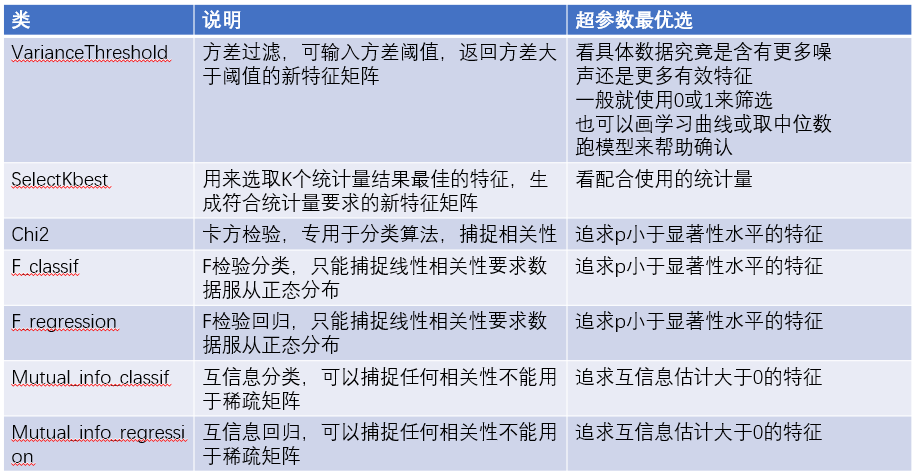 类 说明 超参数最优选
VarianceThreshold 方差过滤，可输入方差阈值，返回方差大 看具体数据究竟是含有更多噪
于阈值的新特征矩阵 声还是更多有效特征
一般就使用0或1来筛选
也可以画学习曲线或取中位数
跑模型来帮助确认
SelectKbest 用来选取K个统计量结果最佳的特征，生 看配合使用的统计量
成符合统计量要求的新特征矩阵
Chi2 卡方检验，专用于分类算法，捕捉相关性 追求p小于显著性水平的特征
F_classif F检验分类，只能捕捉线性相关性要求数 追求p小于显著性水平的特征
据服从正态分布
F_regression F检验回归，只能捕捉线性相关性要求数 追求p小于显著性水平的特征
据服从正态分布
Mutual_info_classif 互信息分类，可以捕捉任何相关性不能用 追求互信息估计大于0的特征
于稀疏矩阵
Mutual_info_regressi 互信息回归，可以捕捉任何相关性不能用 追求互信息估计大于0的特征
on 于稀疏矩阵